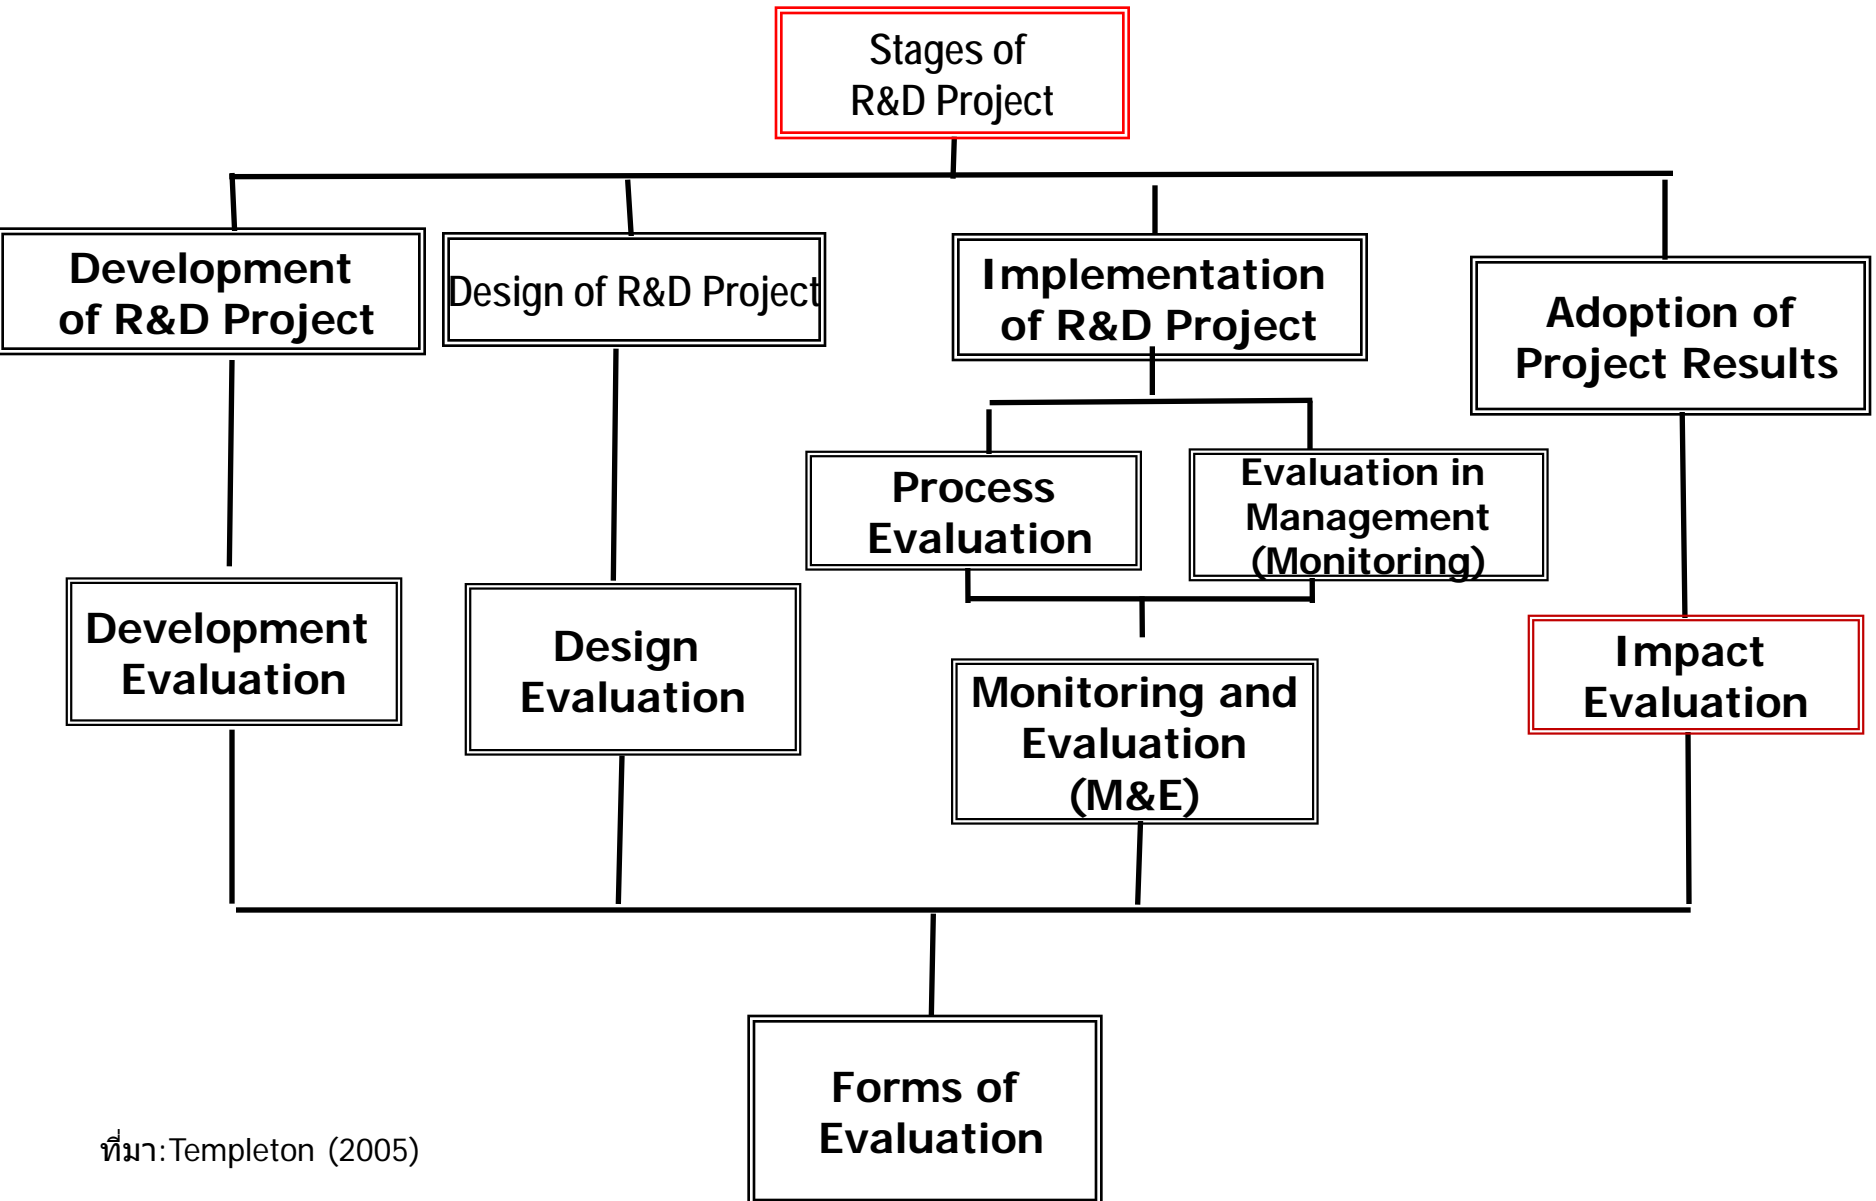 Stages of
R&D Project
Development
of R&D Project
Design of R&D Project
Implementation
of R&D Project
Adoption of
Project Results
Process
Evaluation
Evaluation in
Management
(Monitoring)
Development
Evaluation
Design
Evaluation
Monitoring and
Evaluation
(M&E)
Impact
Evaluation
Forms of
Evaluation
ที่มา:Templeton (2005)